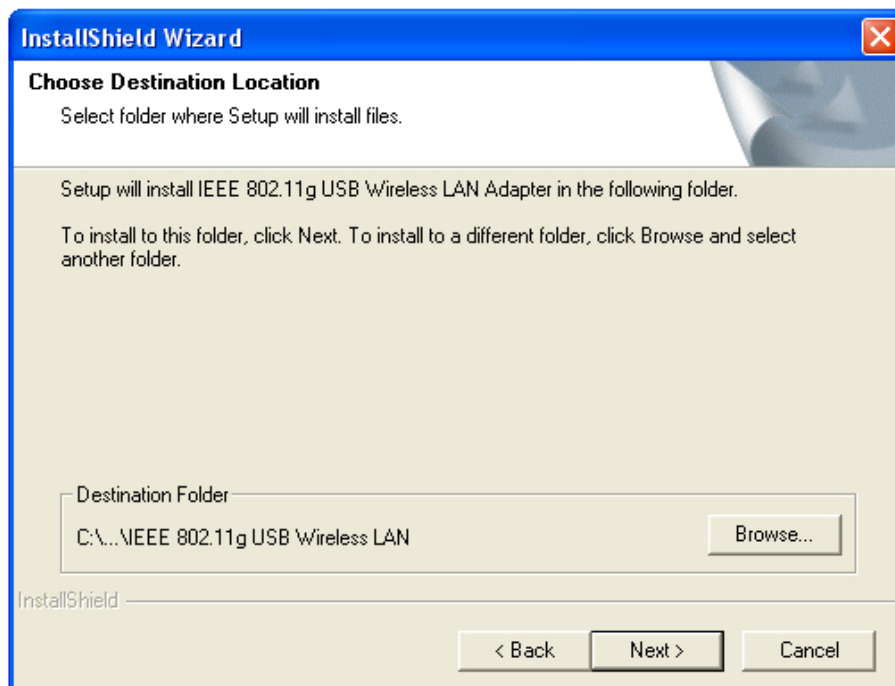 InstallShield Wizard
Choose Destination Location
Select folder where Setup will install files.
Setup will install IEEE 802.11g USB Wireless LAN Adapter in the following folder.
To install to this folder, click Next. To install to a different folder, click Browse and select
another folder.
Destination Folder
C:\...\IEEE 802.11g USB Wireless LAN
Browse...
InstallShield
< Back
Next >
Cancel